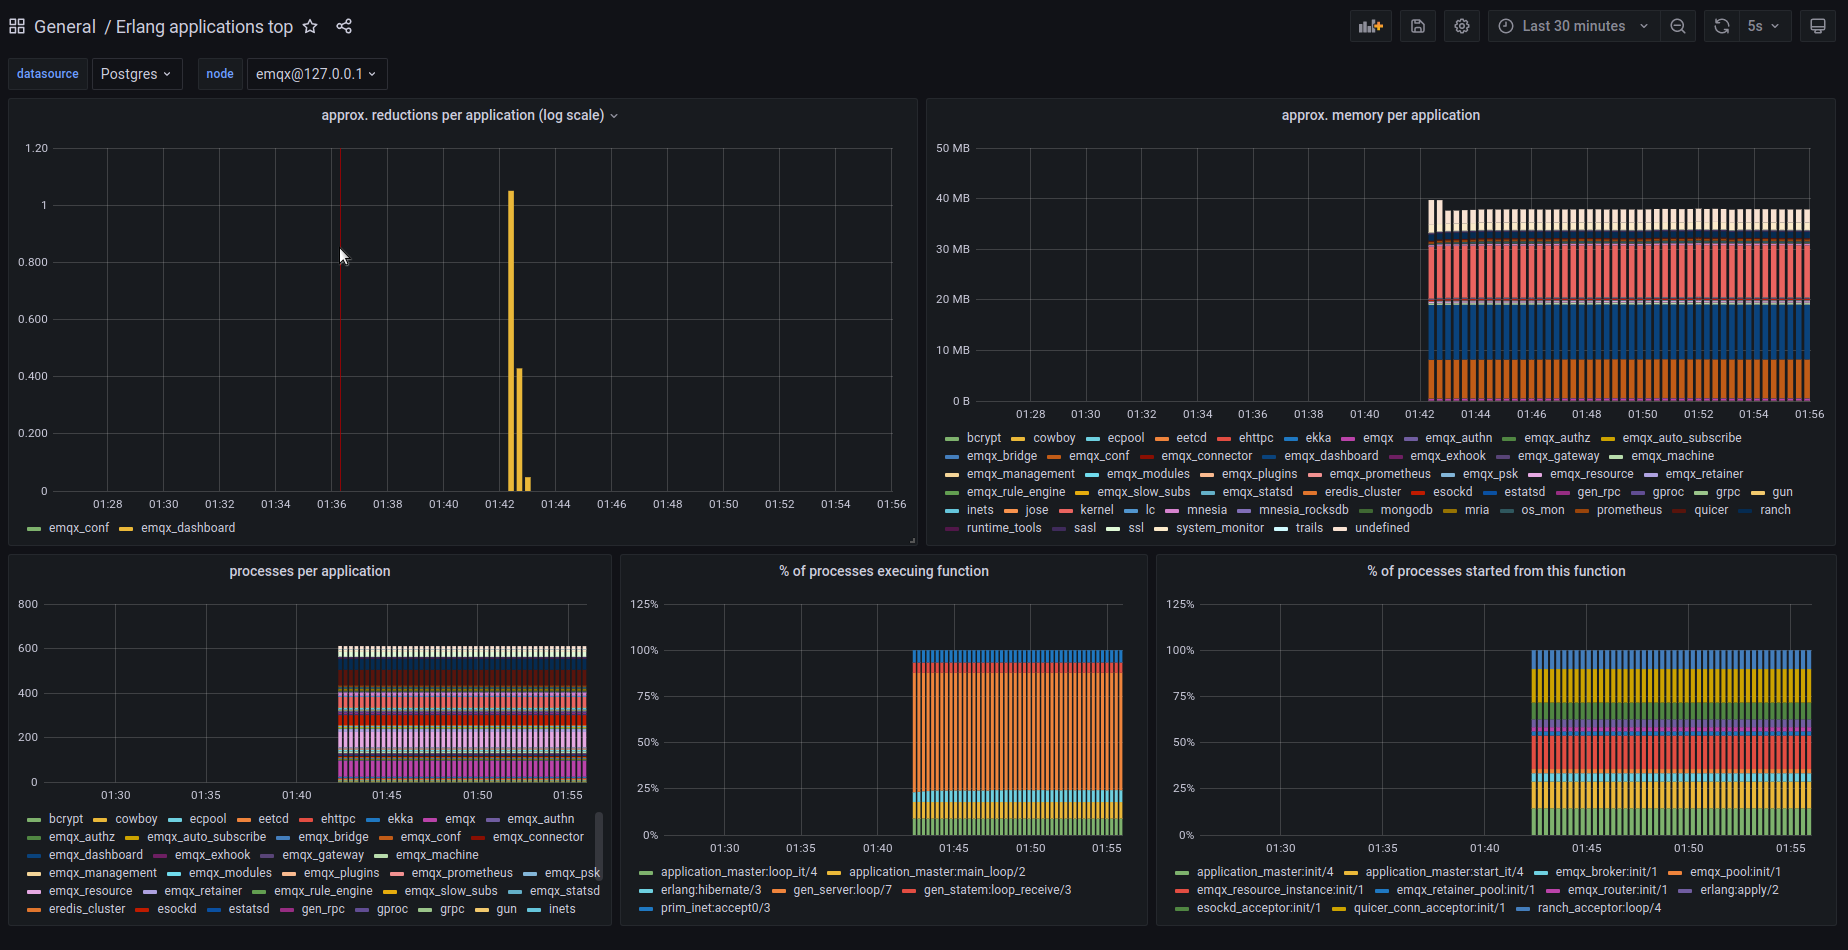 General / Erlang applications top
Last 30 minutes 5s
datasource Postgres node emqx@127.0.0.1
approx. reductions per application (log scale)
1.20
1
0.800
0.600
0.400
0.200
0
01:28 01:30 01:32 01:34 01:36 01:38 01:40 01:42 01:44 01:46 01:48 01:50 01:52 01:54 01:56
emqx_conf emqx_dashboard
approx. memory per application
50 MB
40 MB
30 MB
20 MB
10 MB
0 B
01:28 01:30 01:32 01:34 01:36 01:38 01:40 01:42 01:44 01:46 01:48 01:50 01:52 01:54 01:56
bcrypt cowboy ecpool eetcd ehttpc ekka emqx emqx_authn emqx_authz emqx_auto_subscribe
emqx_bridge emqx_conf emqx_connector emqx_dashboard emqx_exhook emqx_gateway emqx_machine
emqx_management emqx_modules emqx_plugins emqx_prometheus emqx_psk emqx_resource emqx_retainer
emqx_rule_engine emqx_slow_subs emqx_statsd eredis_cluster esockd estatsd gen_rpc gproc grpc gun
inets jose kernel lc mnesia mnesia_rocksdb mongodb mria os_mon prometheus quicer ranch
runtime_tools sasl ssl system_monitor trails undefined
processes per application
800
600
400
200
0
01:30 01:35 01:40 01:45 01:50 01:55
bcrypt cowboy ecpool eetcd ehttpc ekka emqx emqx_authn
emqx_authz emqx_auto_subscribe emqx_bridge emqx_conf emqx_connector
emqx_dashboard emqx_exhook emqx_gateway emqx_machine
emqx_management emqx_modules emqx_plugins emqx_prometheus emqx_psk
emqx_resource emqx_retainer emqx_rule_engine emqx_slow_subs emqx_statsd
eredis_cluster esockd estatsd gen_rpc gproc grpc gun inets
% of processes execuing function
125%
100%
75%
50%
25%
0%
01:30 01:35 01:40 01:45 01:50 01:55
application_master:loop_it/4 application_master:main_loop/2
erlang:hibernate/3 gen_server:loop/7 gen_statem:loop_receive/3
prim_inet:accept0/3
% of processes started from this function
125%
100%
75%
50%
25%
0%
01:30 01:35 01:40 01:45 01:50 01:55
application_master:init/4 application_master:start_it/4 emqx_broker:init/1 emqx_pool:init/1
emqx_resource_instance:init/1 emqx_retainer_pool:init/1 emqx_router:init/1 erlang:apply/2
esockd_acceptor:init/1 quicer_conn_acceptor:init/1 ranch_acceptor:loop/4